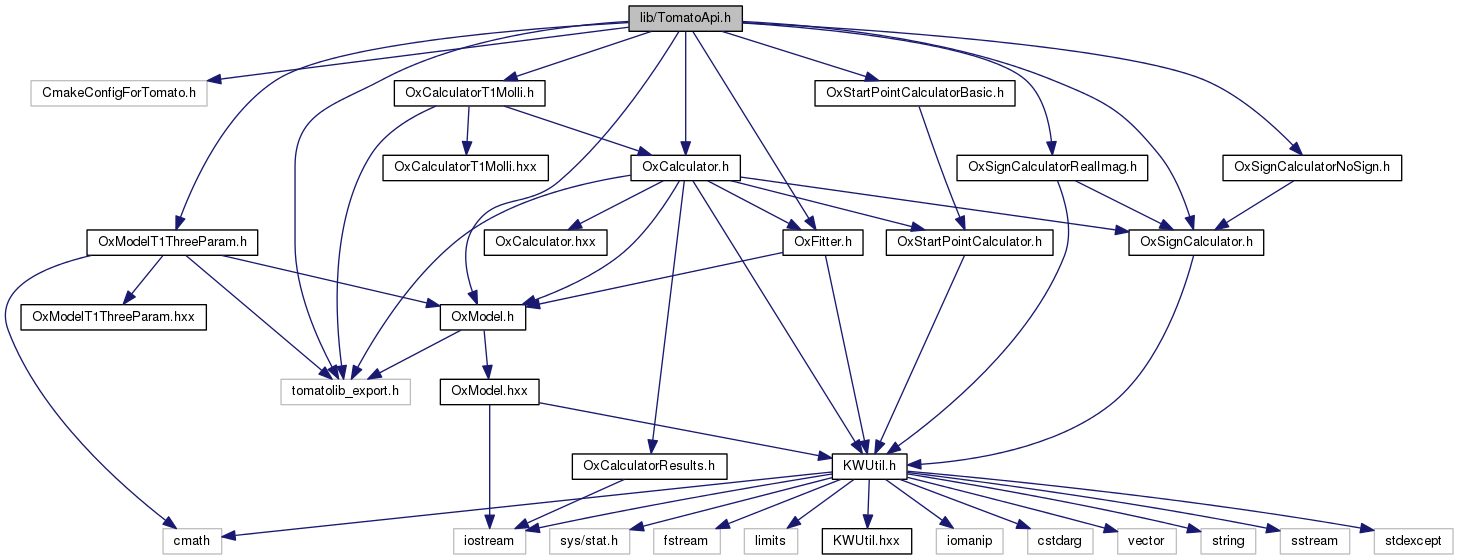 lib/TomatoApi.h
CmakeConfigForTomato.h
OxCalculatorT1Molli.h
OxStartPointCalculatorBasic.h
OxCalculatorT1Molli.hxx
OxCalculator.h
OxSignCalculatorRealImag.h
OxSignCalculatorNoSign.h
OxModelT1ThreeParam.h
OxCalculator.hxx
OxFitter.h
OxStartPointCalculator.h
OxSignCalculator.h
OxModelT1ThreeParam.hxx
OxModel.h
tomatolib_export.h
OxModel.hxx
OxCalculatorResults.h
KWUtil.h
cmath
iostream
sys/stat.h
fstream
limits
KWUtil.hxx
iomanip
cstdarg
vector
string
sstream
stdexcept